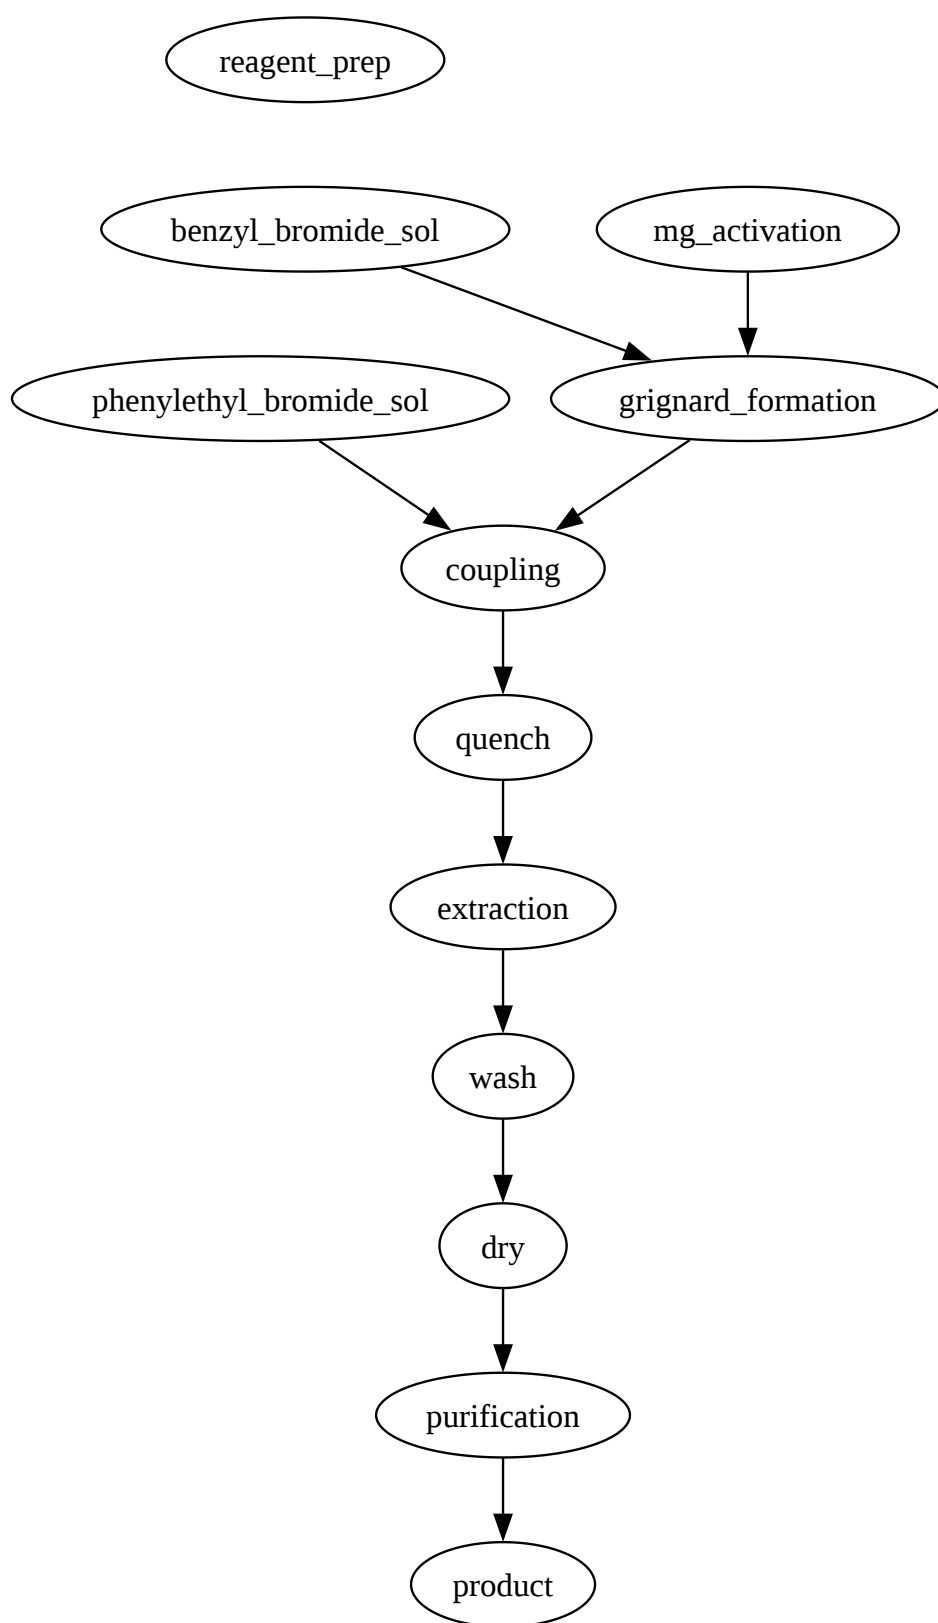 reagent_prep
benzyl_bromide_sol
mg_activation
phenylethyl_bromide_sol
grignard_formation
coupling
quench
extraction
wash
dry
purification
product